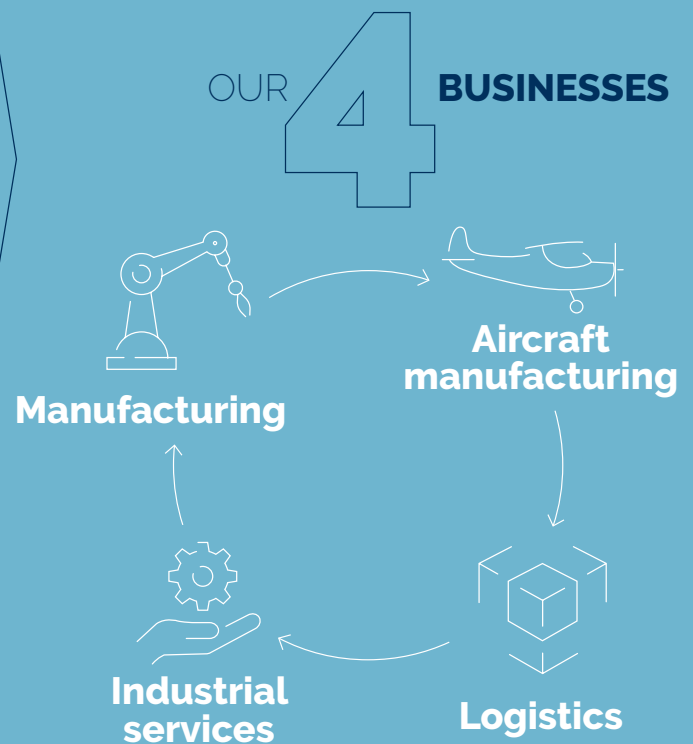 OUR 4 BUSINESSES
Manufacturing
Aircraft
manufacturing
Industrial
services
Logistics